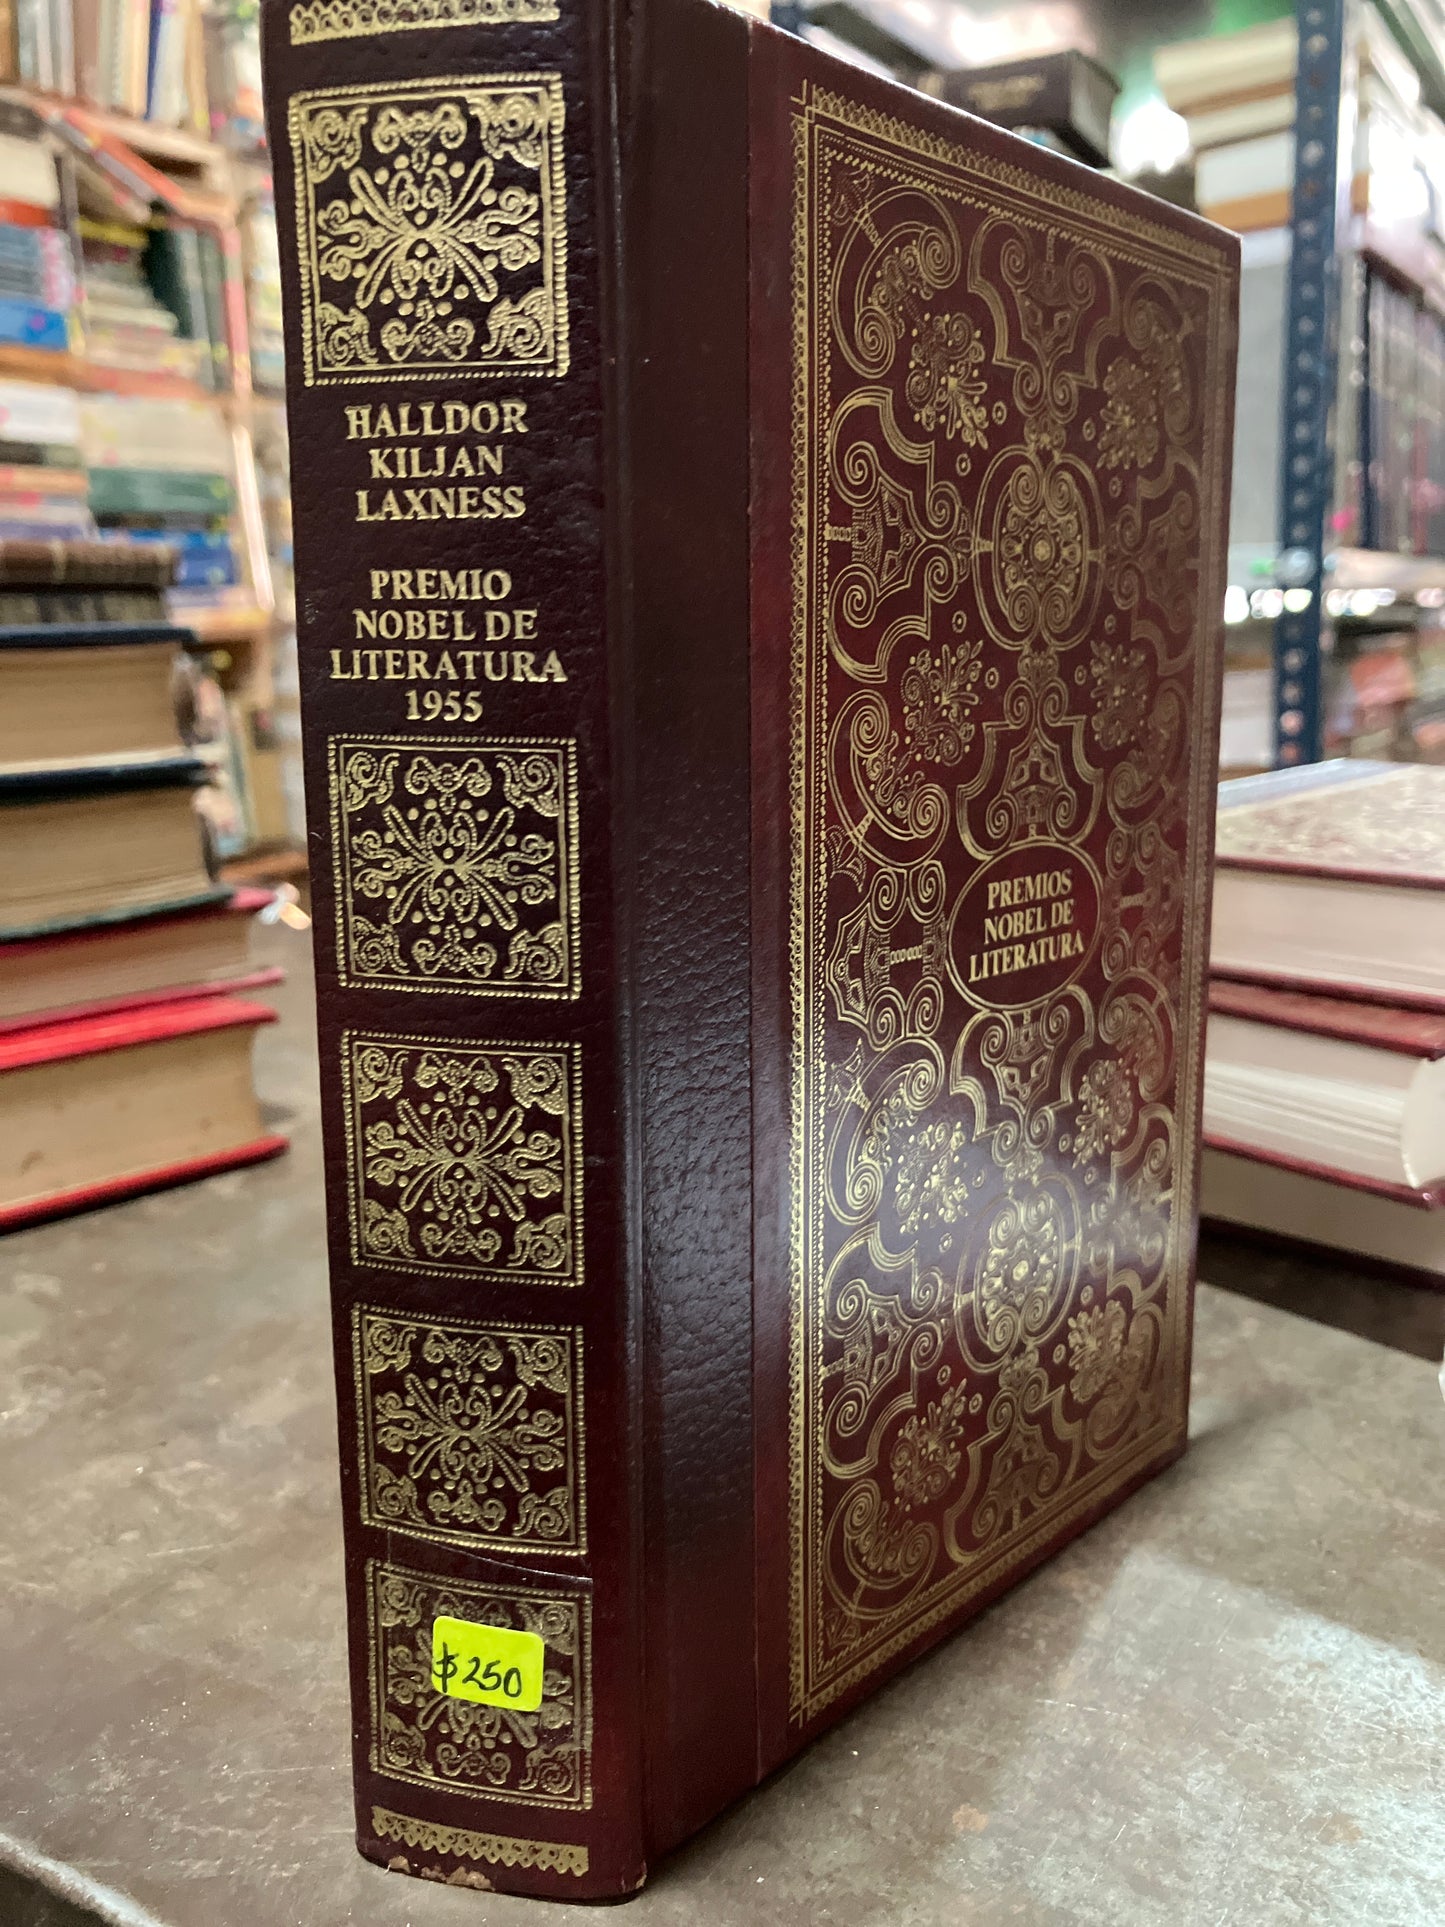 HALLDOR
KILJAN
LAXNESS
PREMIO
NOBEL DE
LITERATURA
1955
$250
PREMIOS
NOBEL DE
LITERATURA